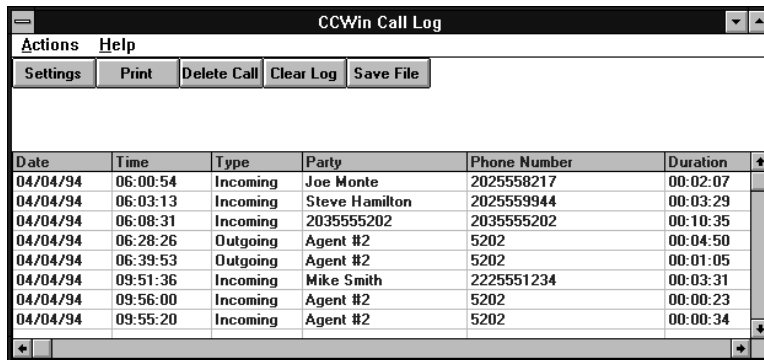 CCWin Call Log
Actions Help
Settings Print Delete Call Clear Log Save File
Date Time Type Party Phone Number Duration
04/04/94 06:00:54 Incoming Joe Monte 2025558217 00:02:07
04/04/94 06:03:13 Incoming Steve Hamilton 2025559944 00:03:29
04/04/94 06:08:31 Incoming 2035555202 2035555202 00:10:35
04/04/94 06:28:26 Outgoing Agent #2 5202 00:04:50
04/04/94 06:39:53 Outgoing Agent #2 5202 00:01:05
04/04/94 09:51:36 Incoming Mike Smith 2225551234 00:03:31
04/04/94 09:56:00 Incoming Agent #2 5202 00:00:23
04/04/94 09:55:20 Incoming Agent #2 5202 00:00:34